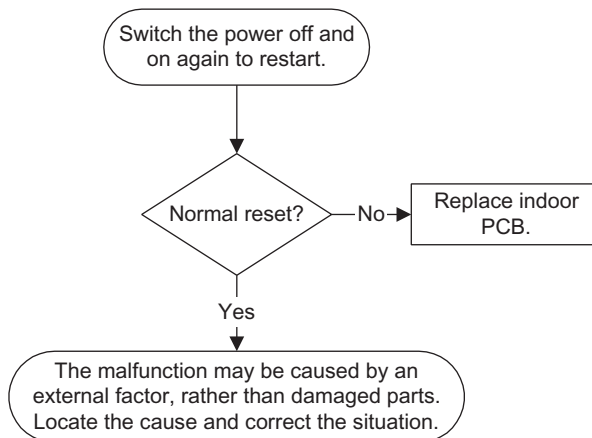 Switch the power off and
on again to restart.
Normal reset?
No
Replace indoor
PCB.
Yes
The malfunction may be caused by an
external factor, rather than damaged parts.
Locate the cause and correct the situation.